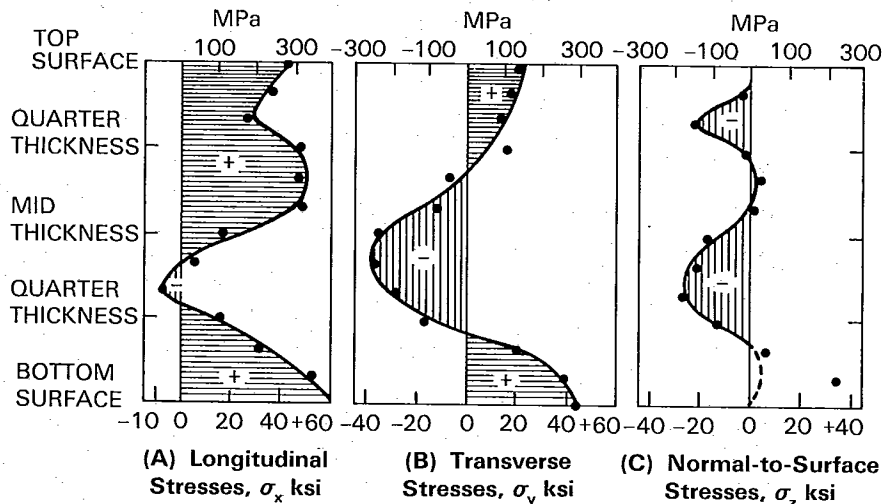 MPa MPa MPa
TOP SURFACE 100 300 -300 -100 100 300 -300 -100 100 300
+ -
QUARTER THICKNESS
+
MID THICKNESS
- - -
QUARTER THICKNESS
BOTTOM SURFACE + +
-10 0 20 40 +60 -40 -20 0 20 40 +60 -40 -20 0 20 +40
(A) Longitudinal Stresses, σx ksi
(B) Transverse Stresses, σy ksi
(C) Normal-to-Surface Stresses, σz ksi